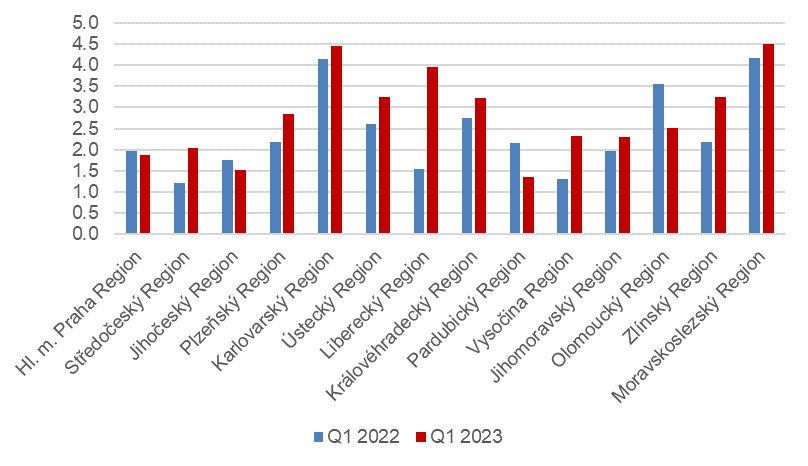 5.0
4.5
4.0
3.5
3.0
2.5
2.0
1.5
1.0
0.5
0.0
Hl. m. Praha Region
Středočeský Region
Jihočeský Region
Plzeňský Region
Karlovarský Region
Ústecký Region
Liberecký Region
Královéhradecký Region
Pardubický Region
Vysočina Region
Jihomoravský Region
Olomoucký Region
Zlínský Region
Moravskoslezský Region
Q1 2022 Q1 2023